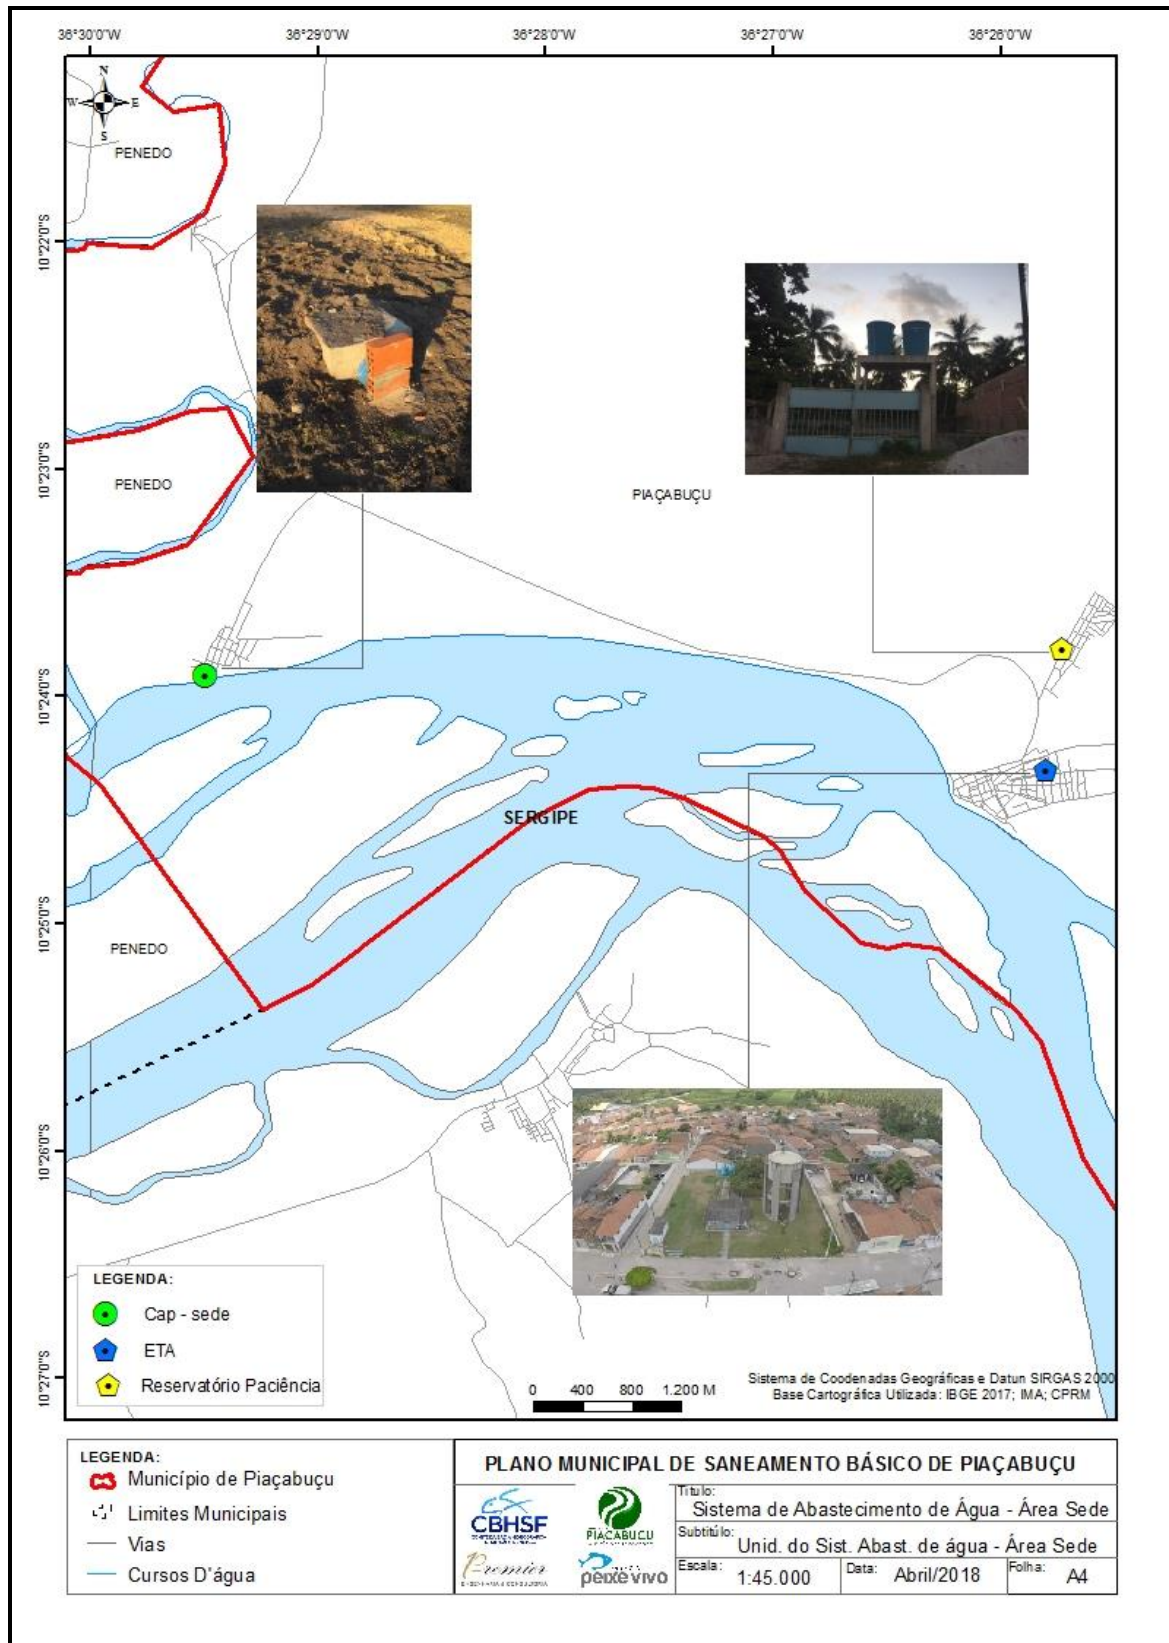 36°30'0"W 36°29'0"W 36°28'0"W 36°27'0"W 36°26'0"W
N
W E
S
PENEDO
10°22'0"S
10°23'0"S
PENEDO
PIAÇABUÇU
10°24'0"S
SERGIPE
10°25'0"S
PENEDO
10°26'0"S
10°27'0"S
LEGENDA:
Cap - sede
ETA
Reservatório Paciência
0 400 800 1.200 M
Sistema de Coodenadas Geográficas e Datun SIRGAS 2000
Base Cartográfica Utilizada: IBGE 2017; IMA; CPRM
LEGENDA:
Município de Piaçabuçu
Limites Municipais
Vias
Cursos D'água
PLANO MUNICIPAL DE SANEAMENTO BÁSICO DE PIAÇABUÇU
CBHSF
PIAÇABUÇU
Premier
peixe vivo
Titulo:
Sistema de Abastecimento de Água - Área Sede
Subtitúlo:
Unid. do Sist. Abast. de água - Área Sede
Escala: 1:45.000
Data: Abril/2018
Folha: A4